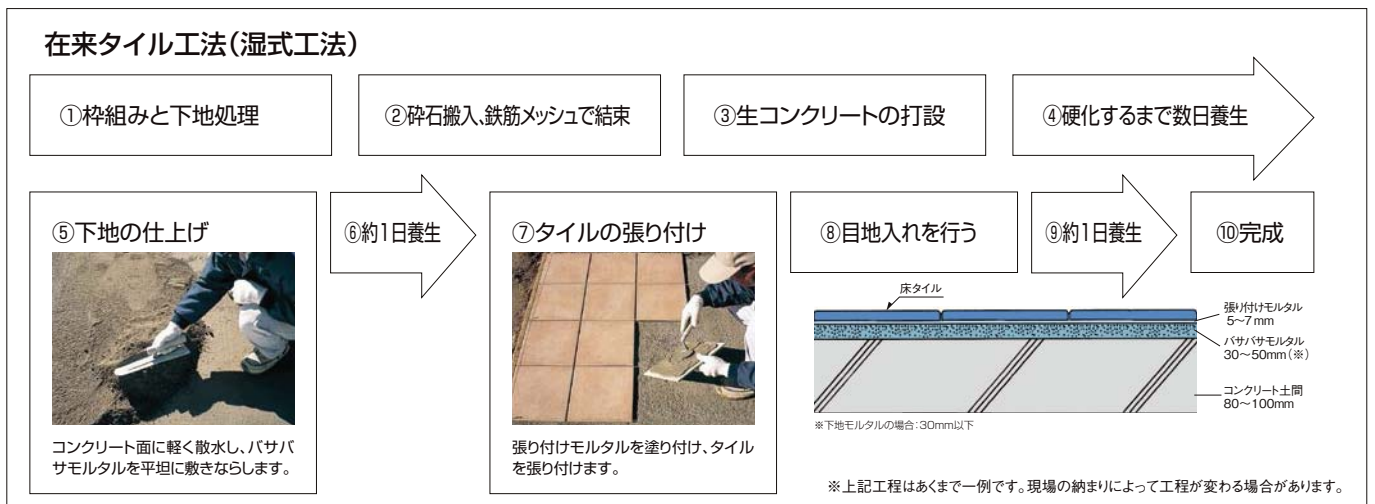 在来タイル工法(湿式工法)
①枠組みと下地処理
②砕石搬入、鉄筋メッシュで結束
③生コンクリートの打設
④硬化するまで数日養生
⑤下地の仕上げ
コンクリート面に軽く散水し、バサバ
サモルタルを平坦に敷きならします。
⑥約1日養生
⑦タイルの張り付け
張り付けモルタルを塗り付け、タイル
を張り付けます。
⑧目地入れを行う
⑨約1日養生
⑩完成
床タイル
張り付けモルタル
5〜7mm
バサバサモルタル
30〜50mm(※)
コンクリート土間
80〜100mm
※下地モルタルの場合:30mm以下
※上記工程はあくまで一例です。現場の納まりによって工程が変わる場合があります。